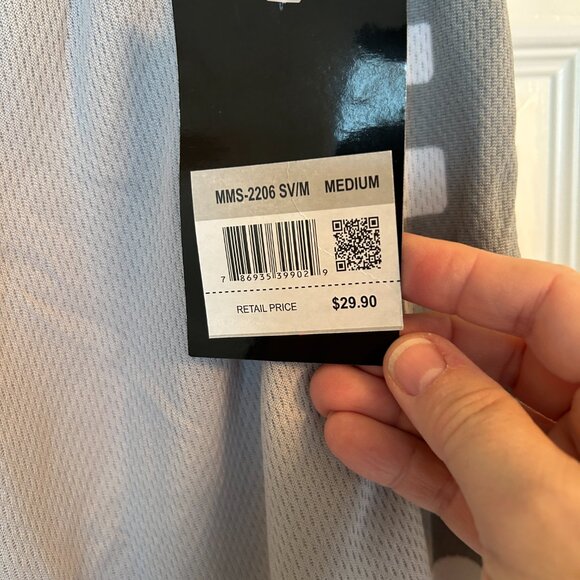 MMS-2206 SV/M MEDIUM
7 86935 39902 9
RETAIL PRICE $29.90